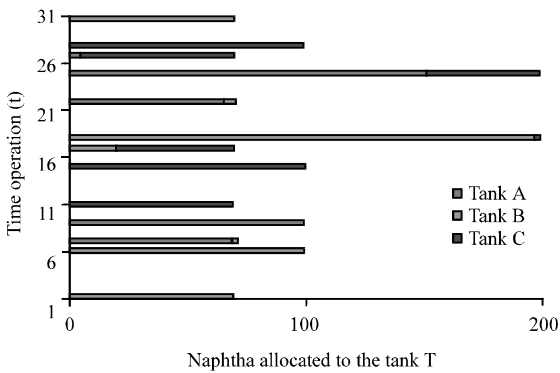 31
26
21
16
11
6
1
Time operation (t)
0
100
200
Naphtha allocated to the tank T
Tank A
Tank B
Tank C